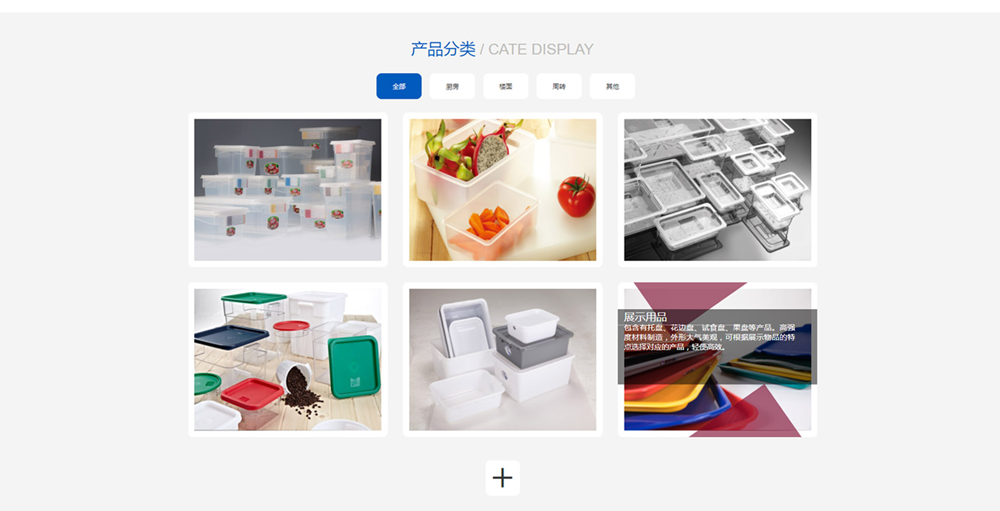 产品分类 / CATE DISPLAY
全部
厨房
楼面
周转
其他
展示用品
包含有托盘、花边盘、试食盘、果盘等产品。高强
度材料制造，外形大气美观，可根据展示物品的特
点选择对应的产品，轻便高效。